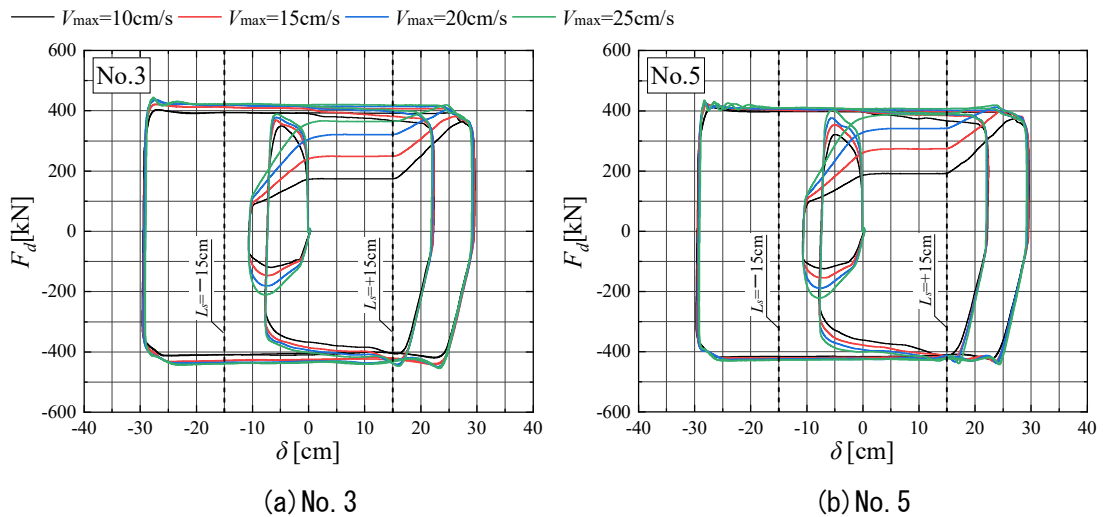 Vmax=10cm/s Vmax=15cm/s Vmax=20cm/s Vmax=25cm/s
No.3
600
400
200
0
-200
-400
-600
Fd[kN]
Ls=−15cm
Ls=+15cm
-40 -30 -20 -10 0 10 20 30 40
δ [cm]
(a) No. 3
No.5
600
400
200
0
-200
-400
-600
Fd[kN]
Ls=−15cm
Ls=+15cm
-40 -30 -20 -10 0 10 20 30 40
δ [cm]
(b) No. 5